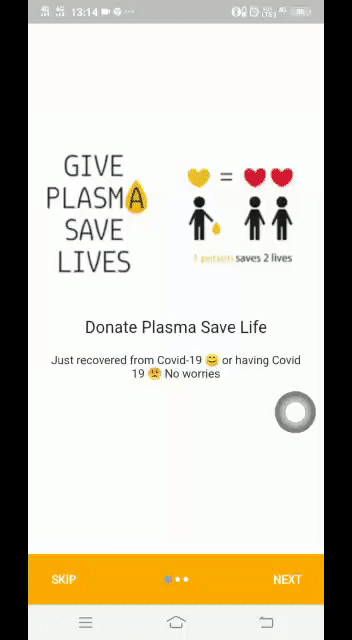 13:14
GIVE
PLASMA
SAVE
LIVES
1 person saves 2 lives
Donate Plasma Save Life
Just recovered from Covid-19 🤗 or having Covid
19 🤒 No worries
SKIP
NEXT